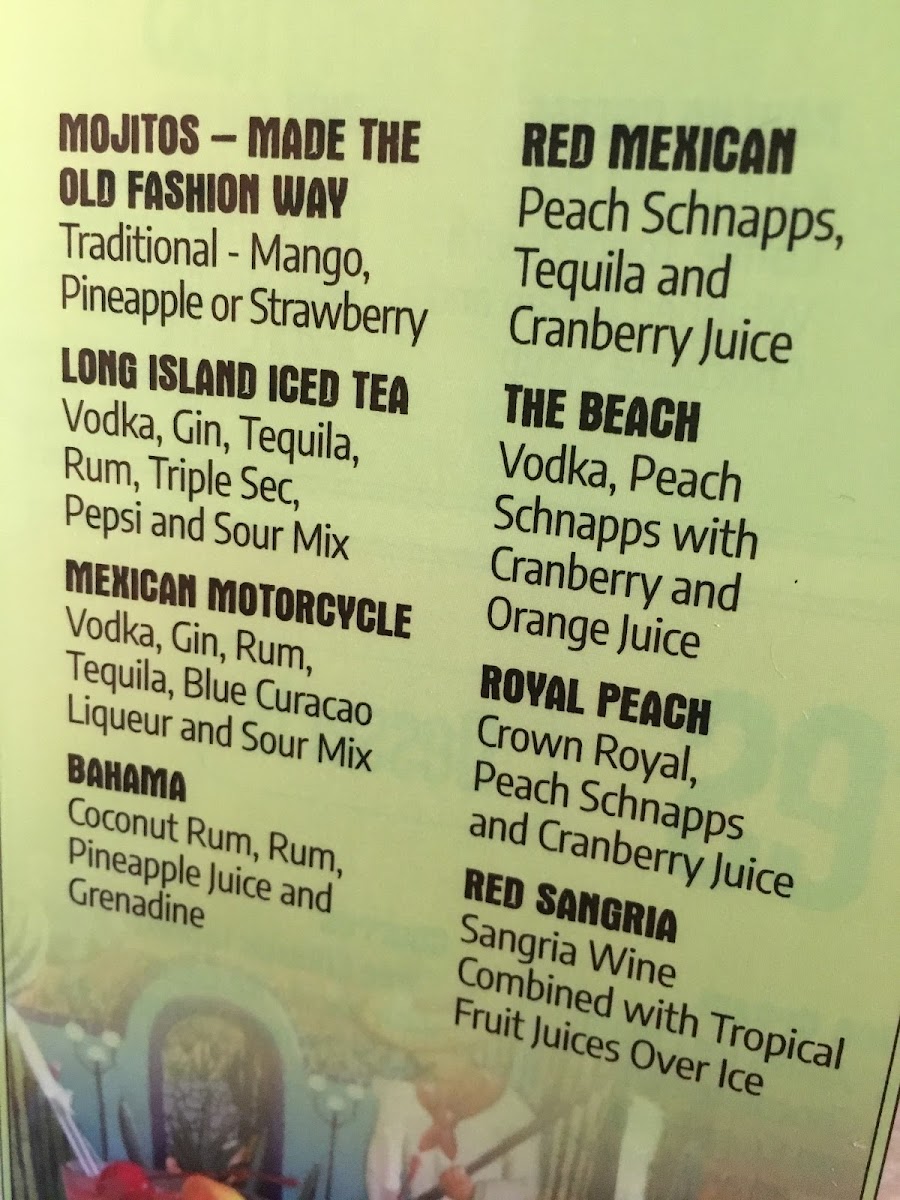 MOJITOS – MADE THE
OLD FASHION WAY
Traditional - Mango,
Pineapple or Strawberry
LONG ISLAND ICED TEA
Vodka, Gin, Tequila,
Rum, Triple Sec,
Pepsi and Sour Mix
MEXICAN MOTORCYCLE
Vodka, Gin, Rum,
Tequila, Blue Curacao
Liqueur and Sour Mix
BAHAMA
Coconut Rum, Rum,
Pineapple Juice and
Grenadine
RED MEXICAN
Peach Schnapps,
Tequila and
Cranberry Juice
THE BEACH
Vodka, Peach
Schnapps with
Cranberry and
Orange Juice
ROYAL PEACH
Crown Royal,
Peach Schnapps
and Cranberry Juice
RED SANGRIA
Sangria Wine
Combined with Tropical
Fruit Juices Over Ice